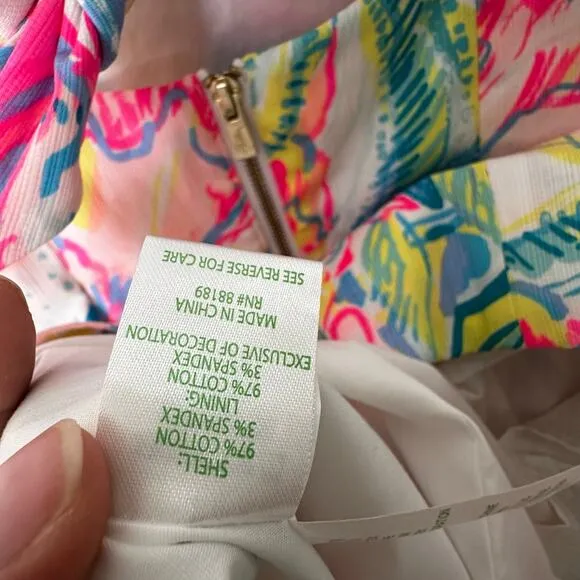 SHELL:
97% COTTON
3% SPANDEX
LINING:
97% COTTON
3% SPANDEX
EXCLUSIVE OF DECORATION
MADE IN CHINA
RN# 88189
SEE REVERSE FOR CARE